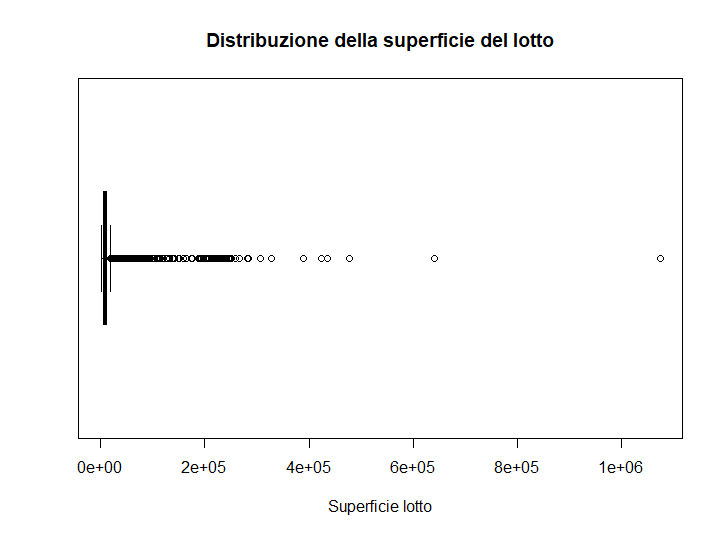 Distribuzione della superficie del lotto
0e+00 2e+05 4e+05 6e+05 8e+05 1e+06
Superficie lotto